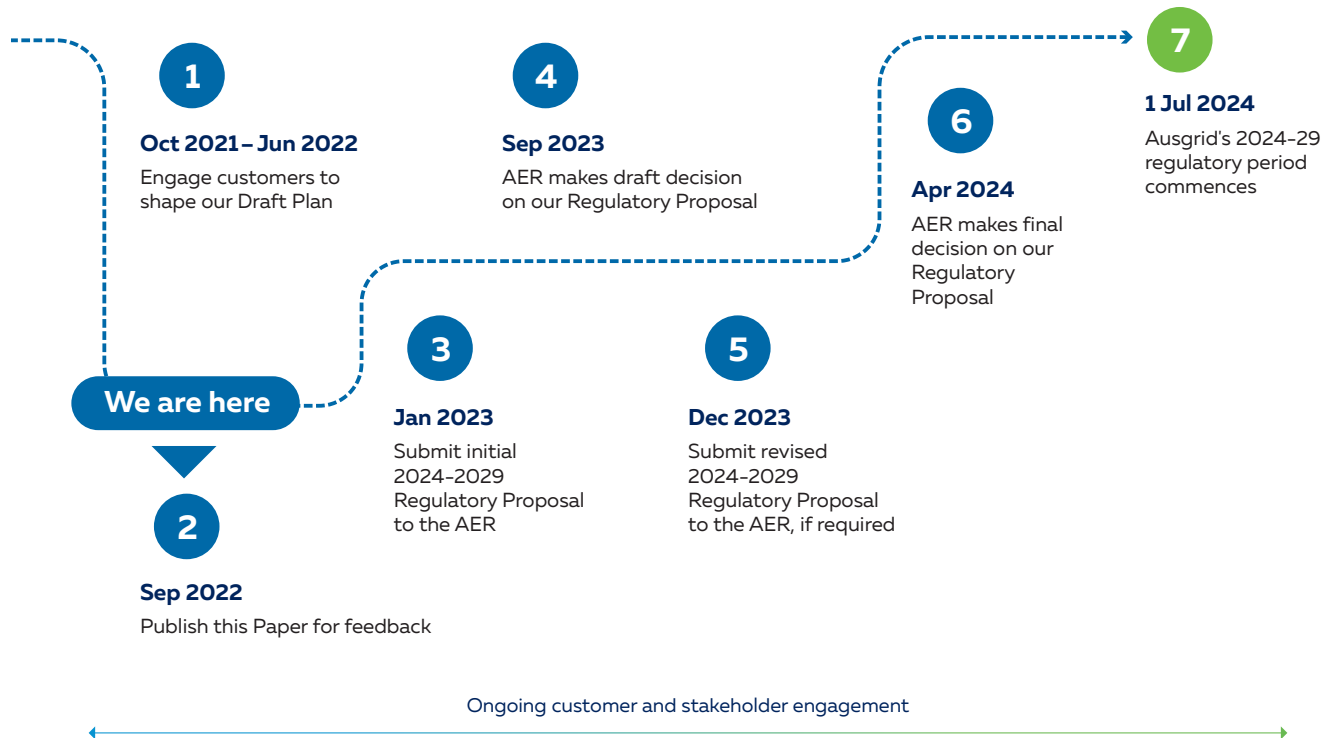 1
Oct 2021–Jun 2022
Engage customers to
shape our Draft Plan
We are here
2
Sep 2022
Publish this Paper for feedback
3
Jan 2023
Submit initial
2024-2029
Regulatory Proposal
to the AER
4
Sep 2023
AER makes draft decision
on our Regulatory Proposal
5
Dec 2023
Submit revised
2024-2029
Regulatory Proposal
to the AER, if required
6
Apr 2024
AER makes final
decision on our
Regulatory
Proposal
7
1 Jul 2024
Ausgrid's 2024-29
regulatory period
commences
Ongoing customer and stakeholder engagement